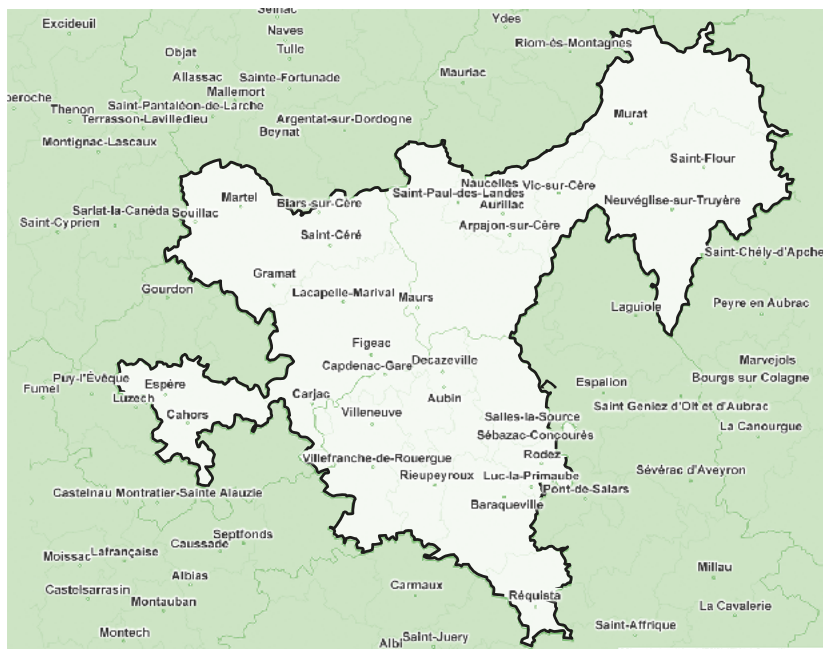 Seilhac
Excideuil
Ydes
Naves
Riom-ès-Montagnes
Objat
Tulle
Allassac
Sainte-Fortunade
Mauriac
Mallemort
Saint-Pantaléon-de-Larche
Thenon
Terrasson-Lavilledieu
Argentat-sur-Dordogne
Murat
Beynat
Montignac-Lascaux
Saint-Flour
Naucelles
Vic-sur-Cère
Martel
Saint-Paul-des-Landes
Biars-sur-Cère
Aurillac
Neuvéglise-sur-Truyère
Sarlat-la-Canéda
Souillac
Saint-Cyprien
Arpajon-sur-Cère
Saint-Céré
Saint-Chély-d'Apche
Gramat
Gourdon
Lacapelle-Marival
Maurs
Laguiole
Peyre en Aubrac
Figeac
Decazeville
Marvejols
Capdenac-Gare
Puy-l'Évêque
Bourgs sur Colagne
Espère
Espalion
Fumel
Carjac
Luzech
Aubin
Saint Geniez d'Olt et d'Aubrac
Villeneuve
Cahors
Salles-la-Source
La Canourgue
Sébazac-Concourès
Rodez
Villefranche-de-Rouergue
Sévérac d'Aveyron
Rieupeyroux
Luc-la-Primaube
Pont-de-Salars
Castelnau Montratier-Sainte Alauzie
Baraqueville
Septfonds
Caussade
Lafrançaise
Moissac
Millau
Albias
Carmaux
Castelsarrasin
Réquista
Montauban
La Cavalerie
Saint-Affrique
Montech
Saint-Juery
Albi